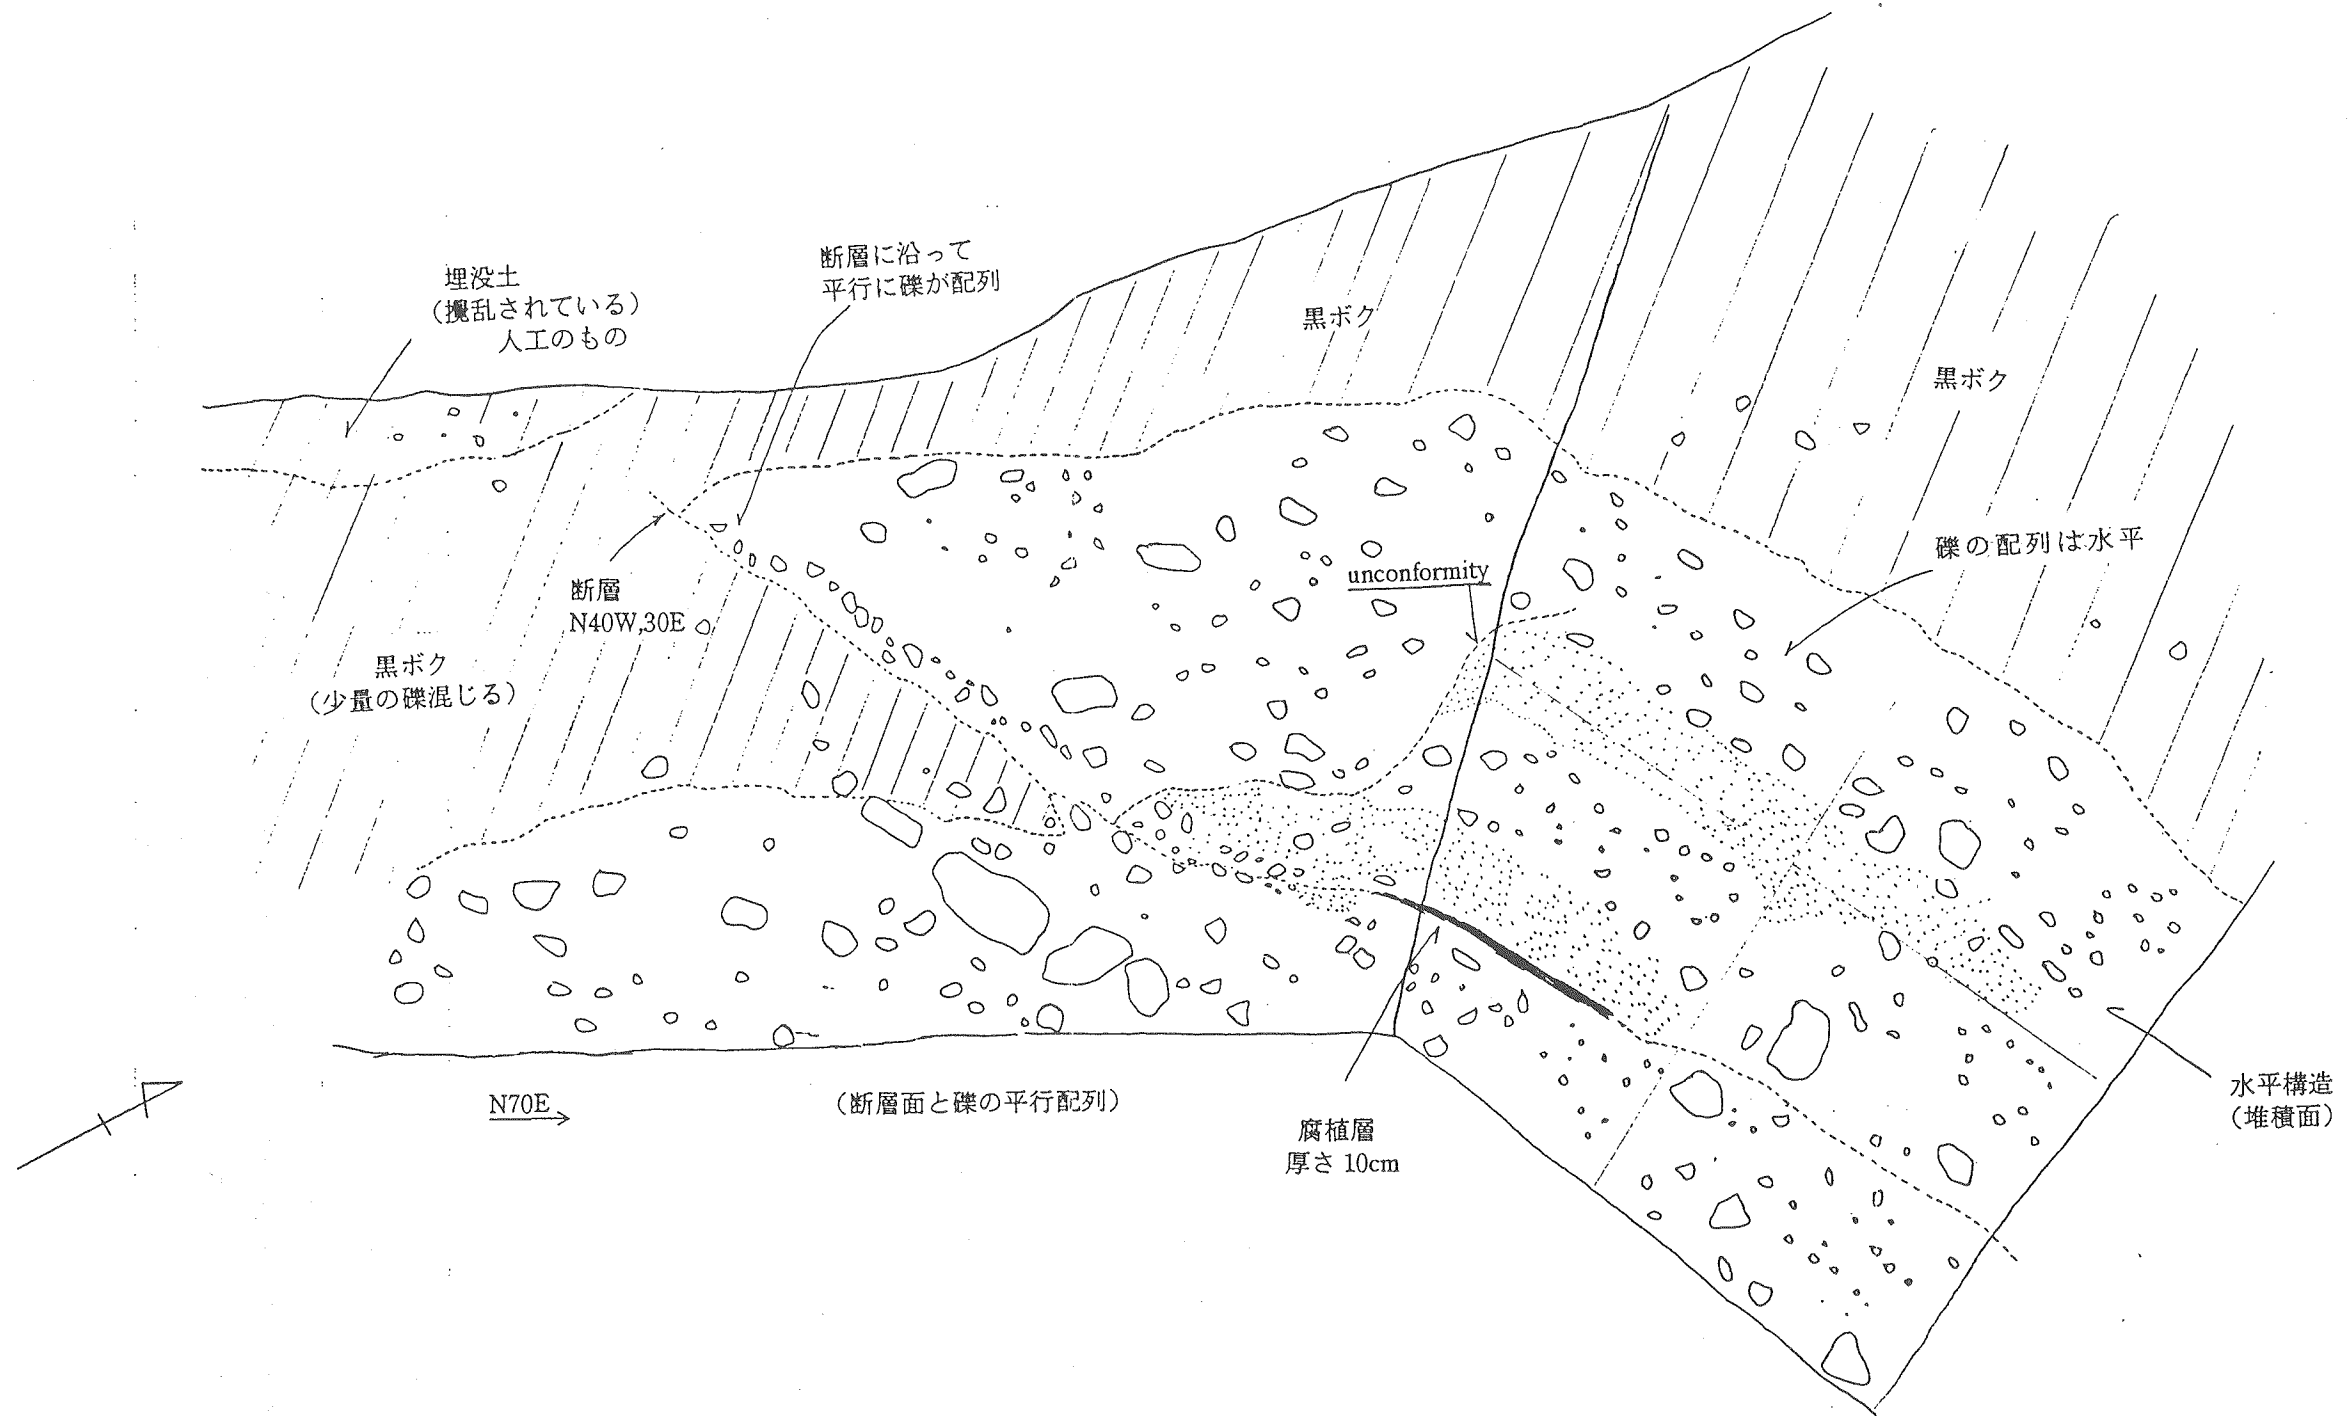 埋没土
（攪乱されている）
人工のもの
断層に沿って
平行に礫が配列
黒ボク
黒ボク
礫の配列は水平
unconformity
断層
N40W,30E
黒ボク
（少量の礫混じる）
水平構造
（堆積面）
N70E
（断層面と礫の平行配列）
腐植層
厚さ10cm